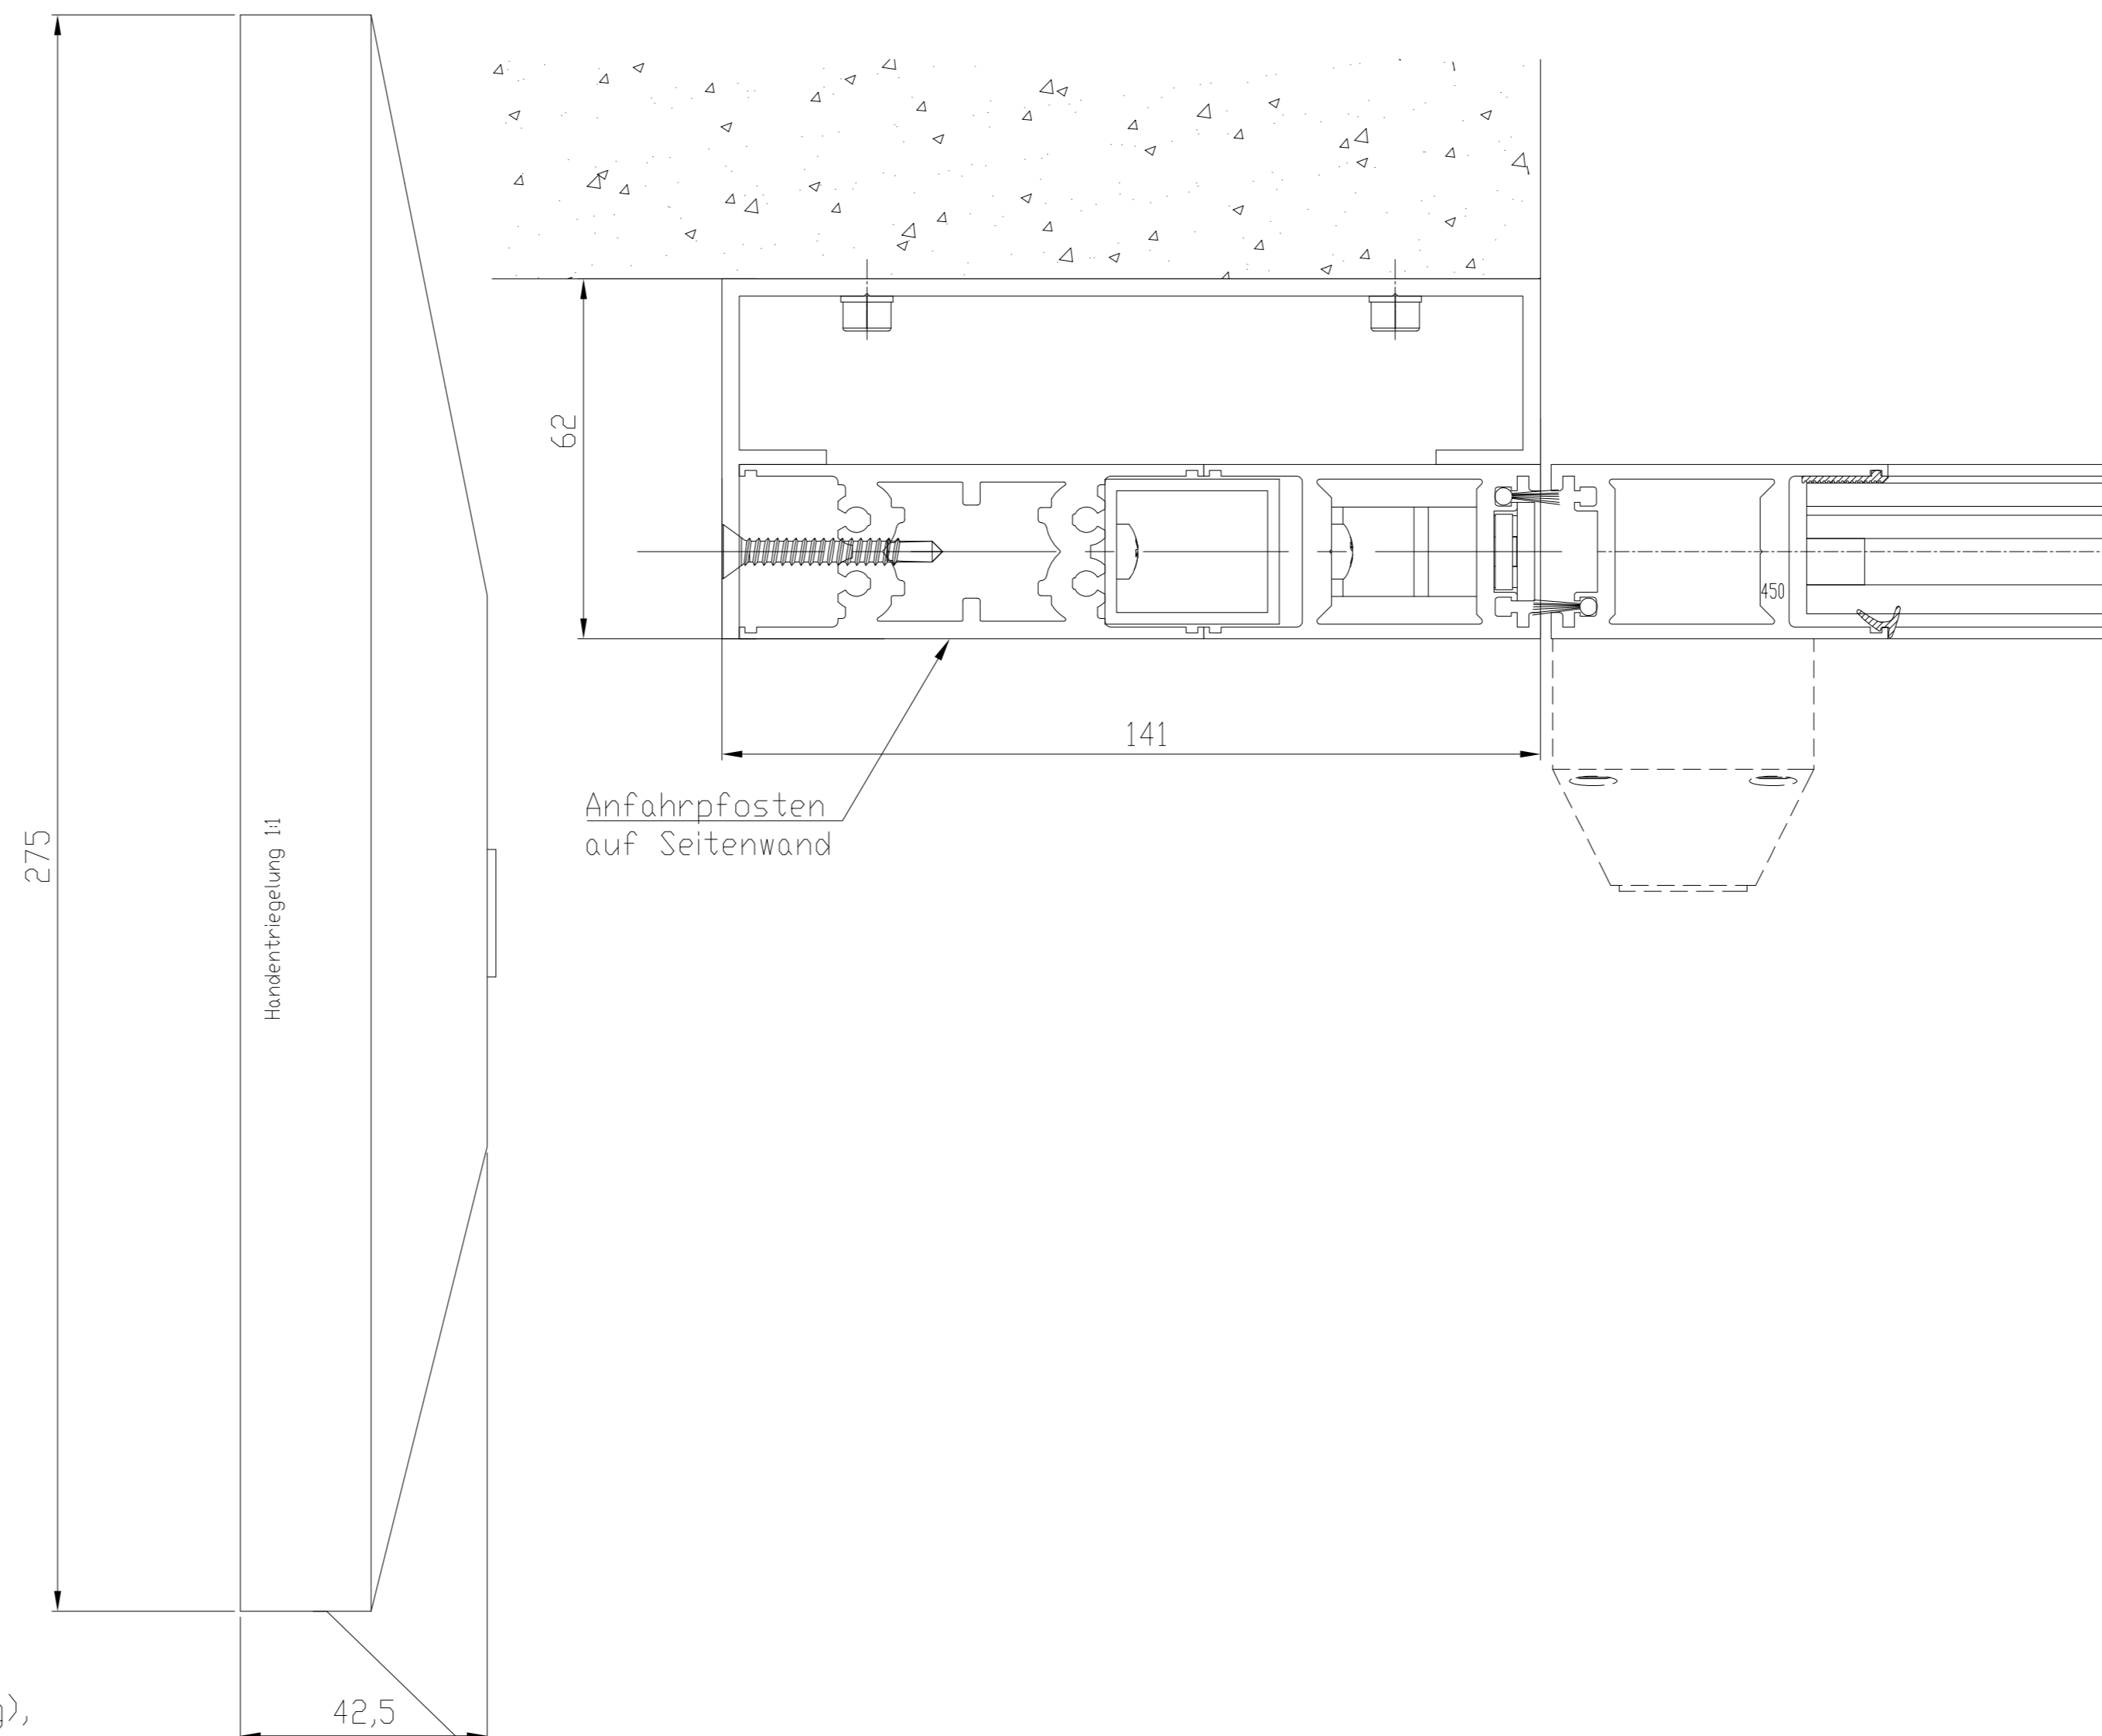 62
141
Anfahrpfosten
auf Seitenwand
450
275
Handentriegelung 1:1
42,5
),